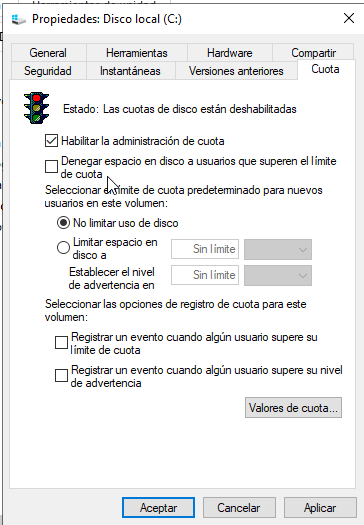 Propiedades: Disco local (C:)
General Herramientas Hardware Compartir
Seguridad Instantáneas Versiones anteriores Cuota
Estado: Las cuotas de disco están deshabilitadas
Habilitar la administración de cuota
Denegar espacio en disco a usuarios que superen el límite
de cuota
Seleccionar el límite de cuota predeterminado para nuevos
usuarios en este volumen:
No limitar uso de disco
Limitar espacio en Sin límite
disco a
Establecer el nivel Sin límite
de advertencia en
Seleccionar las opciones de registro de cuota para este
volumen:
Registrar un evento cuando algún usuario supere su
límite de cuota
Registrar un evento cuando algún usuario supere su nivel
de advertencia
Valores de cuota...
Aceptar Cancelar Aplicar